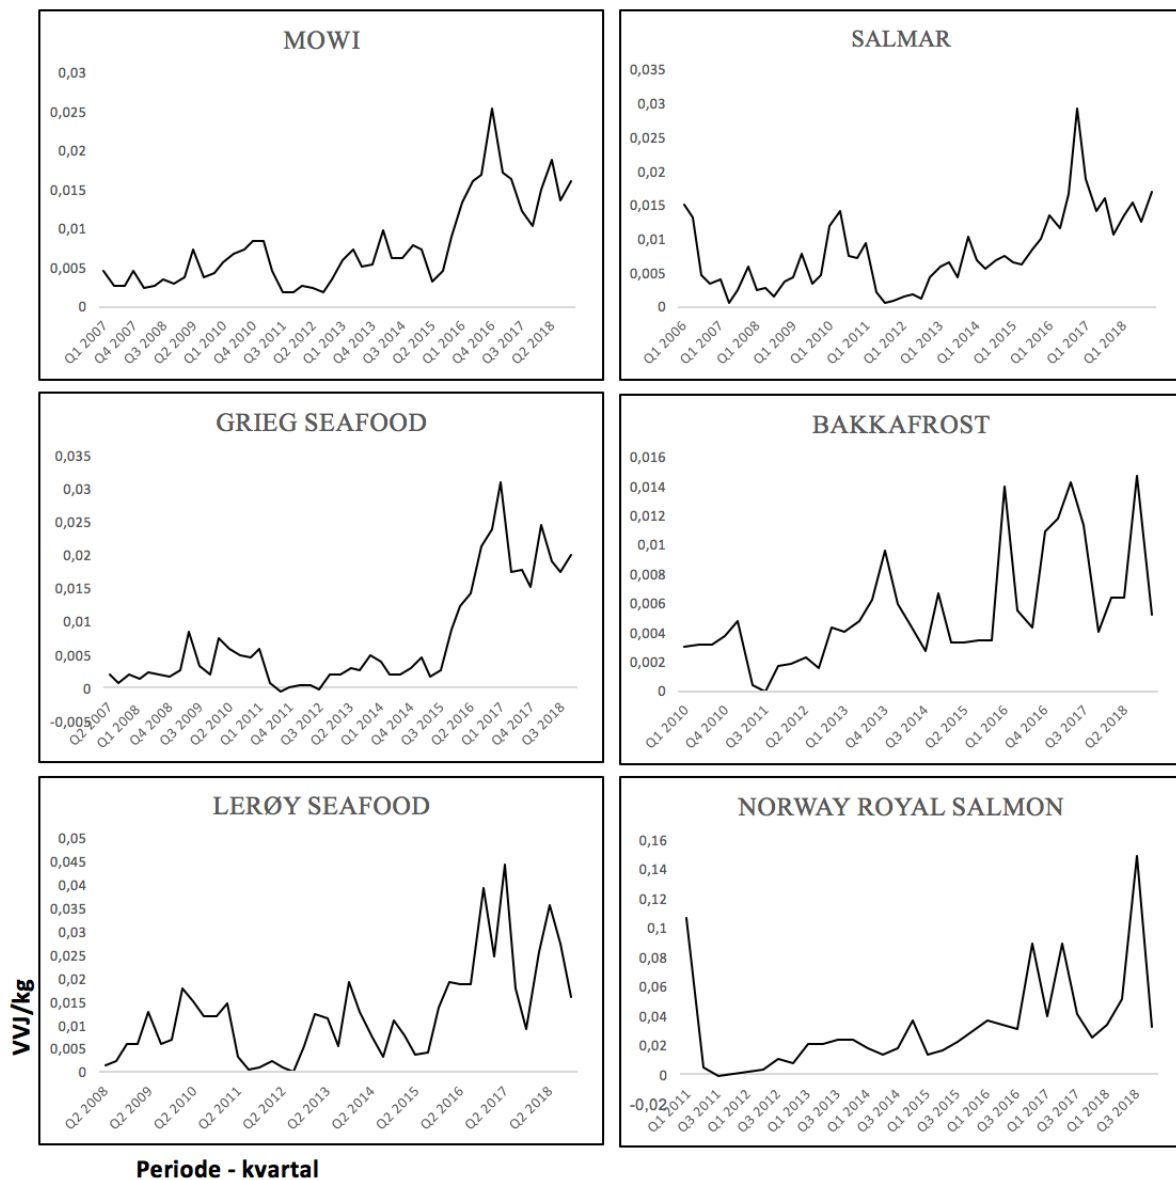 MOWI
0,03
0,025
0,02
0,015
0,01
0,005
0
Q1 2007
Q4 2007
Q3 2008
Q2 2009
Q1 2010
Q4 2010
Q3 2011
Q2 2012
Q1 2013
Q4 2013
Q3 2014
Q2 2015
Q1 2016
Q4 2016
Q3 2017
Q2 2018
SALMAR
0,035
0,03
0,025
0,02
0,015
0,01
0,005
0
Q1 2006
Q1 2007
Q1 2008
Q1 2009
Q1 2010
Q1 2011
Q1 2012
Q1 2013
Q1 2014
Q1 2015
Q1 2016
Q1 2017
Q1 2018
GRIEG SEAFOOD
0,035
0,03
0,025
0,02
0,015
0,01
0,005
0
-0,005
Q2 2007
Q1 2008
Q4 2008
Q3 2009
Q2 2010
Q1 2011
Q4 2011
Q3 2012
Q2 2013
Q1 2014
Q4 2014
Q3 2015
Q2 2016
Q1 2017
Q4 2017
Q3 2018
BAKKAFROST
0,016
0,014
0,012
0,01
0,008
0,006
0,004
0,002
0
Q1 2010
Q4 2010
Q3 2011
Q2 2012
Q1 2013
Q4 2013
Q3 2014
Q2 2015
Q1 2016
Q4 2016
Q3 2017
Q2 2018
LERØY SEAFOOD
0,05
0,045
0,04
0,035
0,03
0,025
0,02
0,015
0,01
0,005
0
Q2 2008
Q2 2009
Q2 2010
Q2 2011
Q2 2012
Q2 2013
Q2 2014
Q2 2015
Q2 2016
Q2 2017
Q2 2018
NORWAY ROYAL SALMON
0,16
0,14
0,12
0,1
0,08
0,06
0,04
0,02
0
-0,02
Q1 2011
Q3 2011
Q1 2012
Q3 2012
Q1 2013
Q3 2013
Q1 2014
Q3 2014
Q1 2015
Q3 2015
Q1 2016
Q3 2016
Q1 2017
Q3 2017
Q1 2018
Q3 2018
VVJ/kg
Periode - kvartal